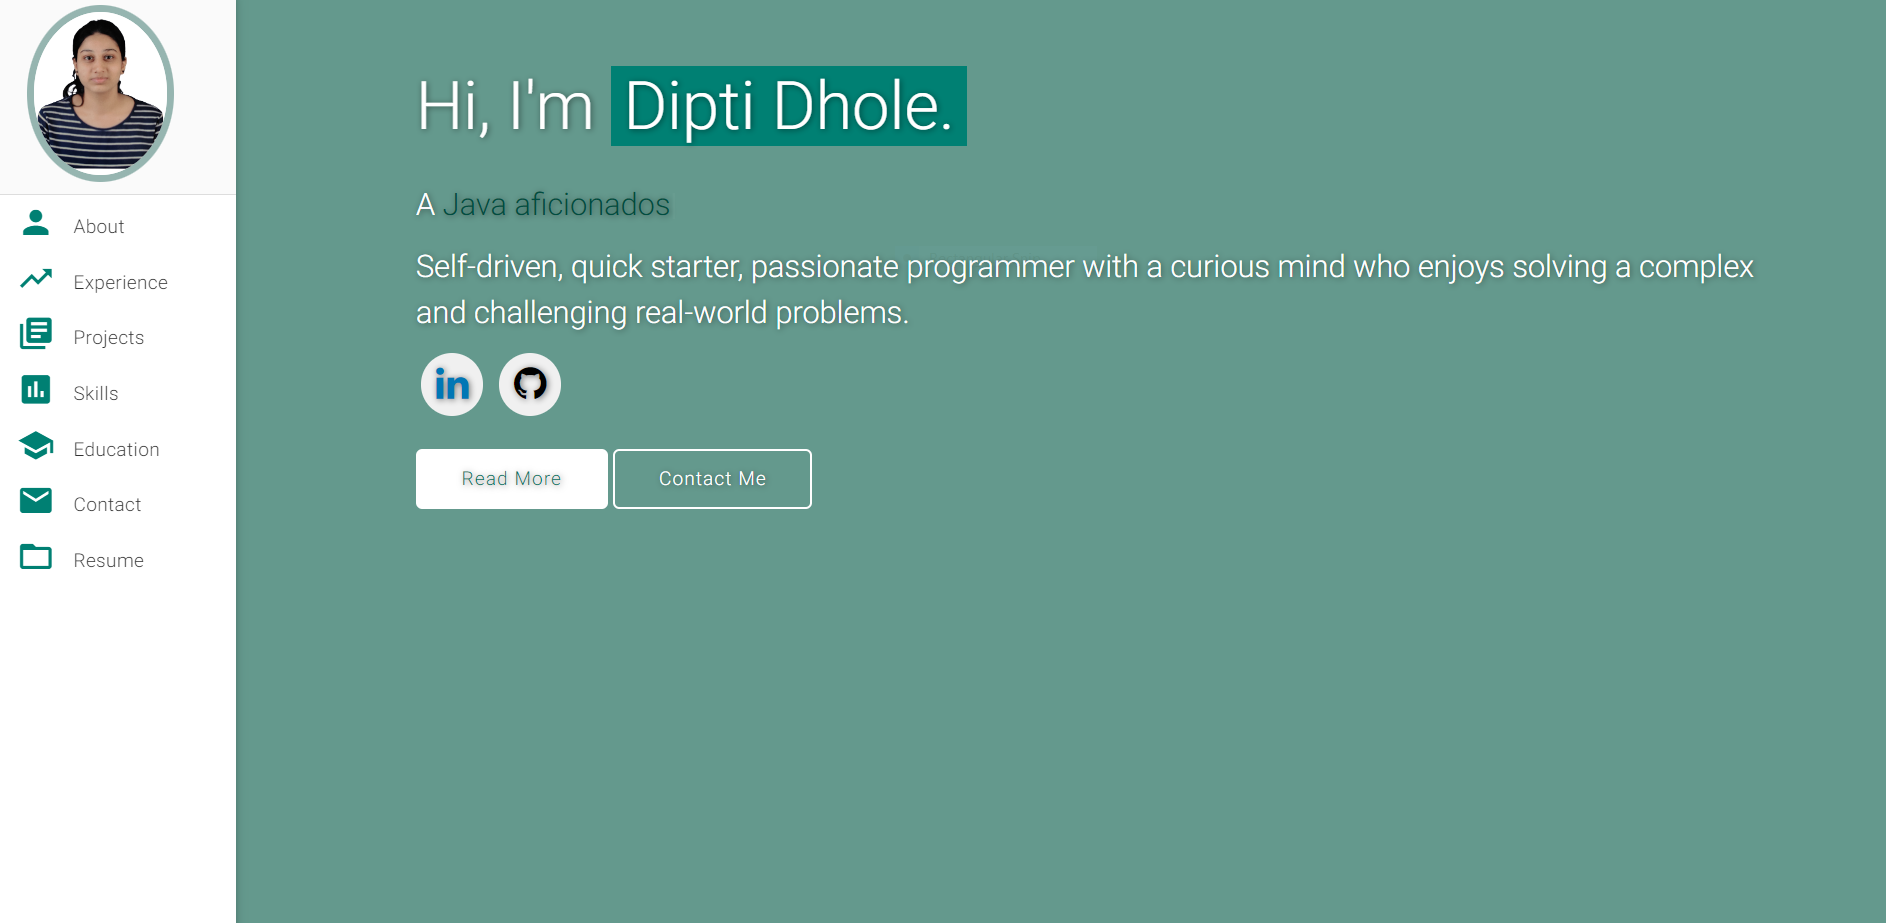 About
Experience
Projects
Skills
Education
Contact
Resume
Hi, I'm Dipti Dhole.
A Java aficionados
Self-driven, quick starter, passionate programmer with a curious mind who enjoys solving a complex
and challenging real-world problems.
in
Read More
Contact Me